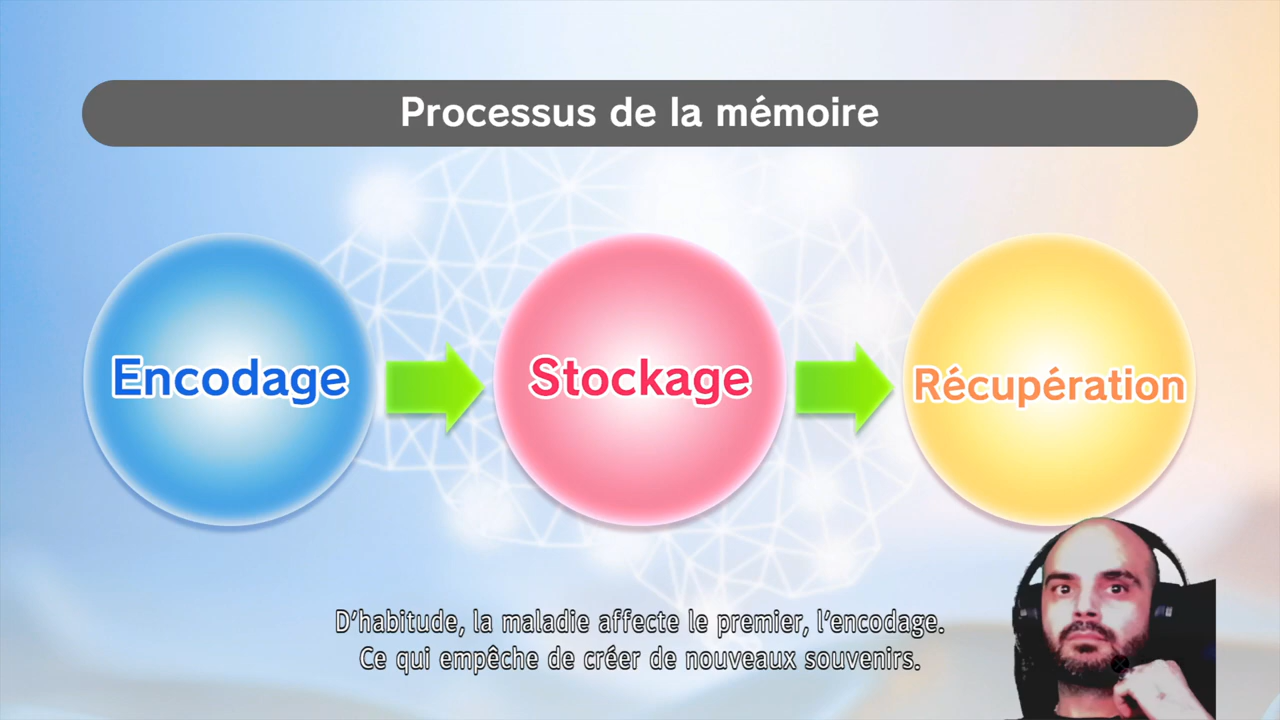 Processus de la mémoire
Encodage
Stockage
Récupération
D’habitude, la maladie affecte le premier, l’encodage.
Ce qui empêche de créer de nouveaux souvenirs.